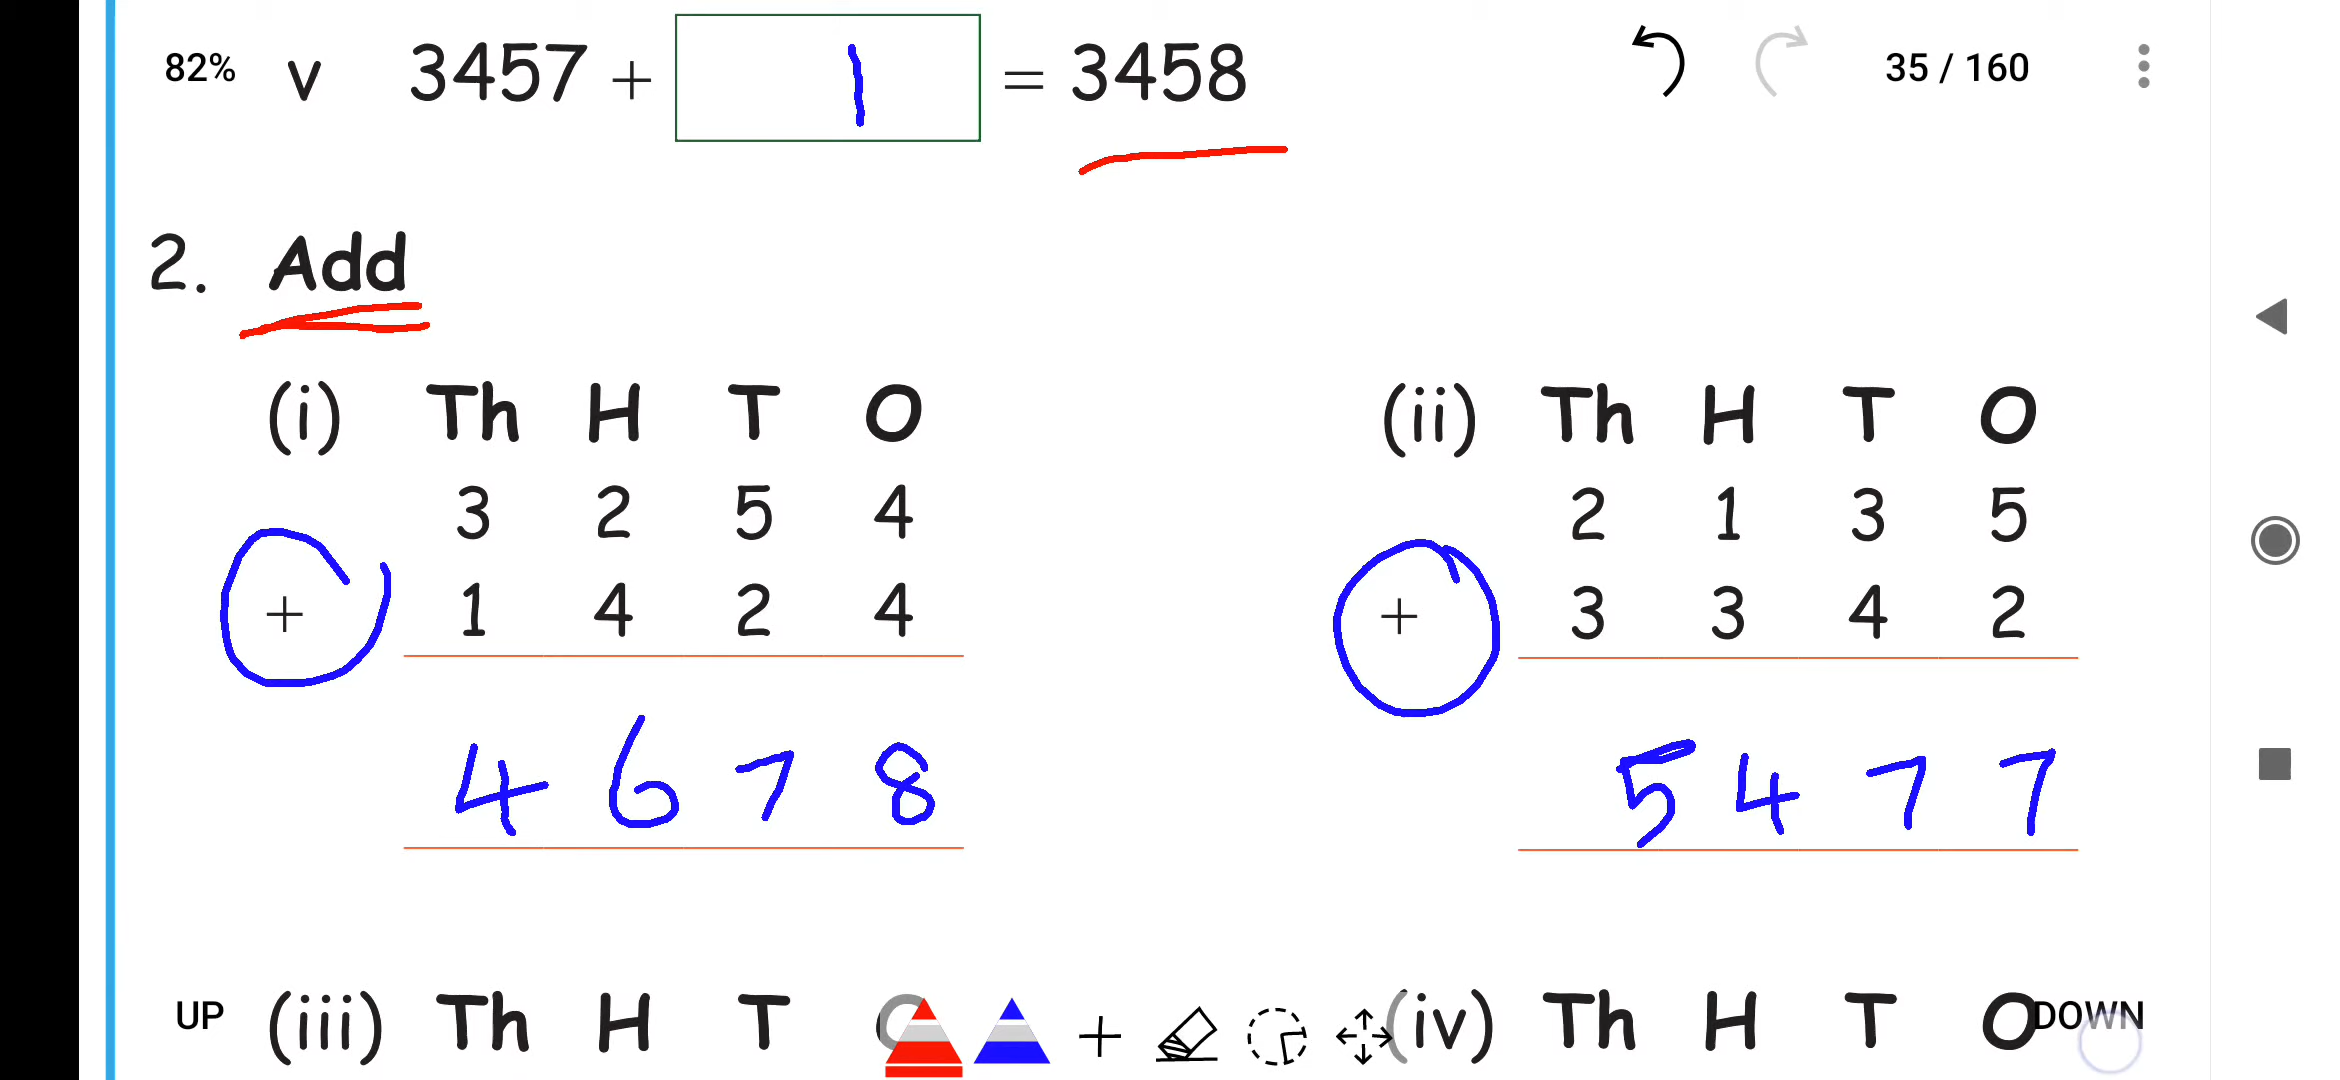 82% v 3457 + 1 = 3458 35 / 160
2. Add
(i) Th H T O (ii) Th H T O
3 2 5 4 2 1 3 5
+ 1 4 2 4 + 3 3 4 2
4 6 7 8 5 4 7 7
UP (iii) Th H T O + (iv) Th H T O DOWN